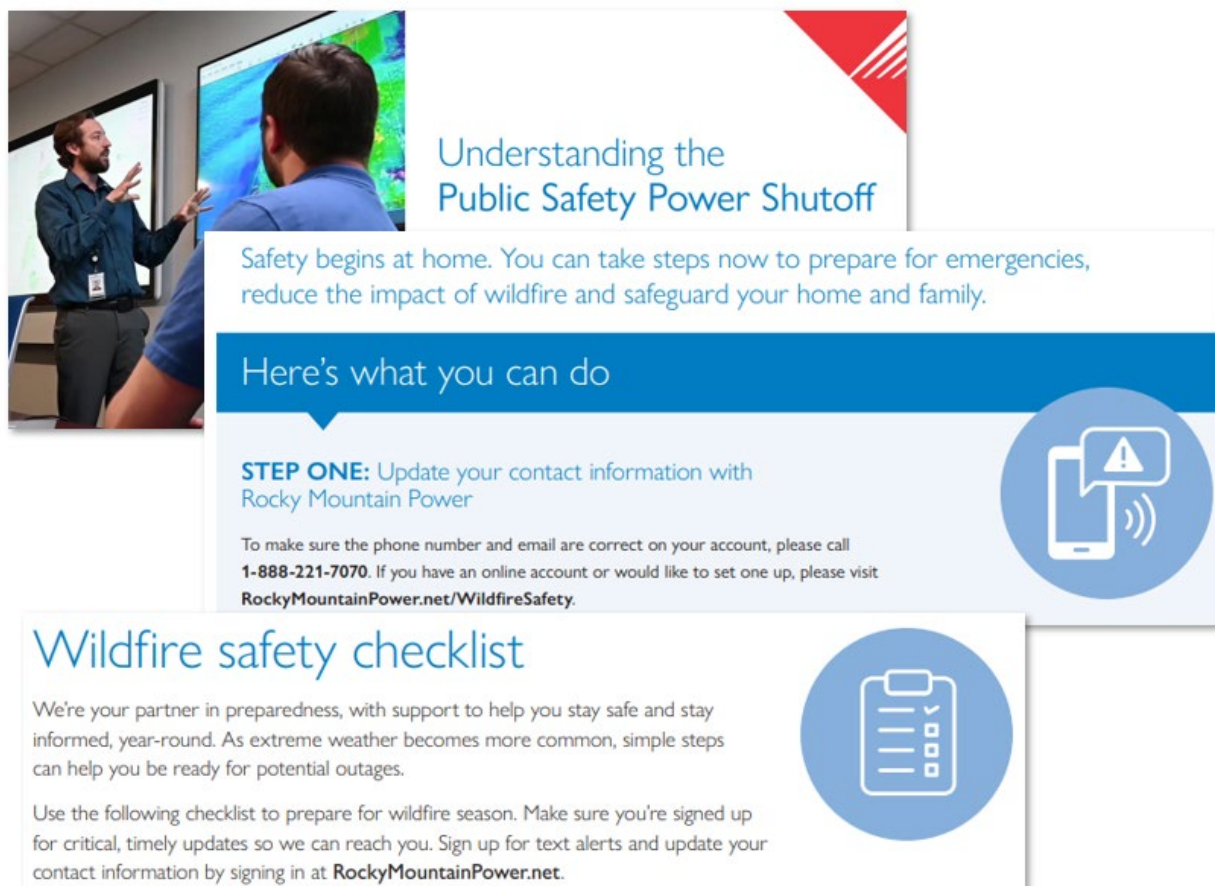 Understanding the
Public Safety Power Shutoff
Safety begins at home. You can take steps now to prepare for emergencies,
reduce the impact of wildfire and safeguard your home and family.
Here’s what you can do
STEP ONE: Update your contact information with
Rocky Mountain Power
To make sure the phone number and email are correct on your account, please call
1-888-221-7070. If you have an online account or would like to set one up, please visit
RockyMountainPower.net/WildfireSafety.
Wildfire safety checklist
We’re your partner in preparedness, with support to help you stay safe and stay
informed, year-round. As extreme weather becomes more common, simple steps
can help you be ready for potential outages.
Use the following checklist to prepare for wildfire season. Make sure you’re signed up
for critical, timely updates so we can reach you. Sign up for text alerts and update your
contact information by signing in at RockyMountainPower.net.